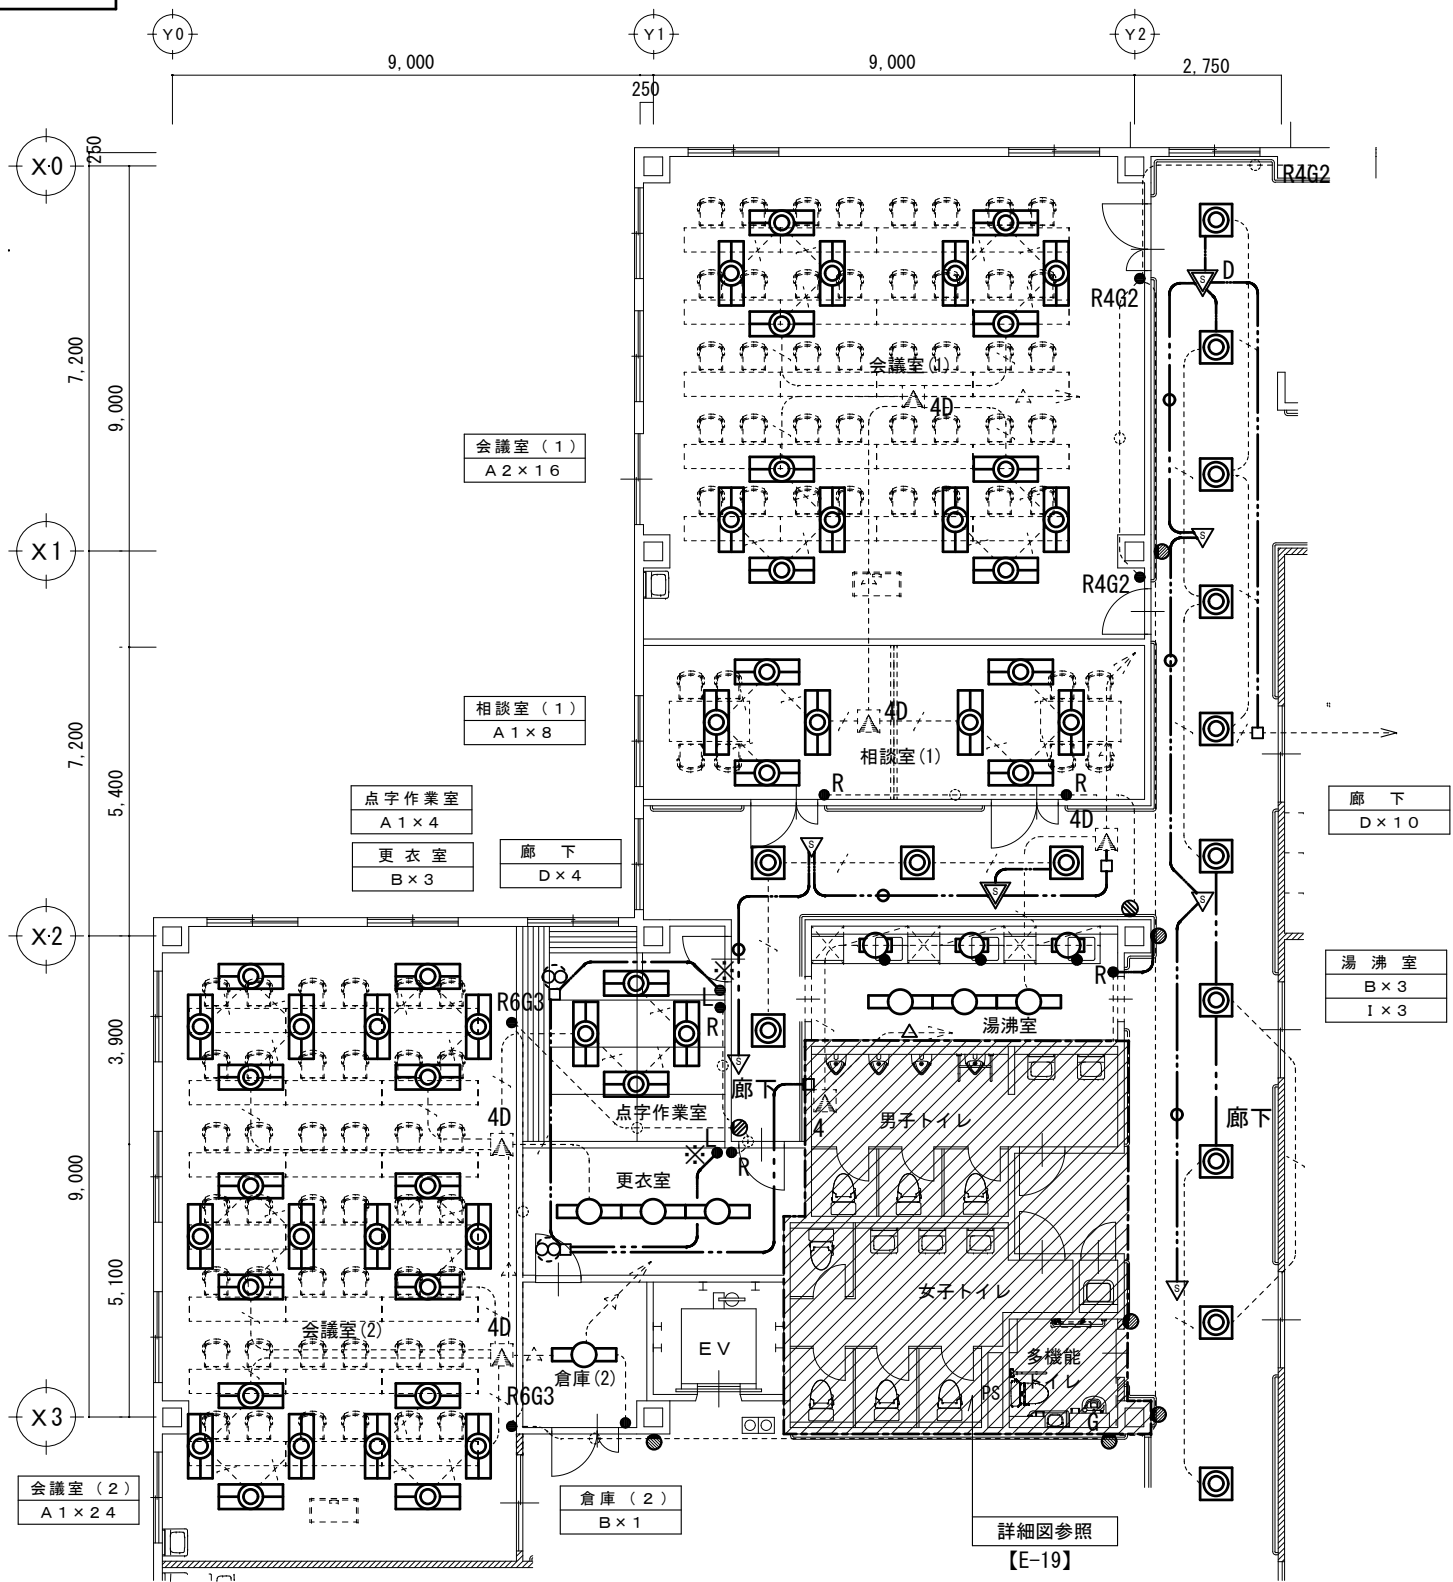 Y0
Y1
Y2
9,000
9,000
2,750
250
X0
250
R4G2
D
R4G2
7,200
9,000
会議室(1)
4D
会議室(1)
A2×16
X1
R4G2
相談室(1)
A1×8
4D
相談室(1)
7,200
5,400
R
R
点字作業室
A1×4
更衣室
B×3
廊下
D×4
4D
廊下
D×10
X2
※
L
R
R
R6G3
湯沸室
湯沸室
B×3
I×3
3,900
廊下
点字作業室
4
男子トイレ
廊下
4D
※
L
R
更衣室
9,000
5,100
女子トイレ
会議室(2)
4D
EV
倉庫(2)
多機能
トイレ
PS
R6G3
G
X3
会議室(2)
A1×24
倉庫(2)
B×1
詳細図参照
【E-19】
S
S
S
S
S
S
S